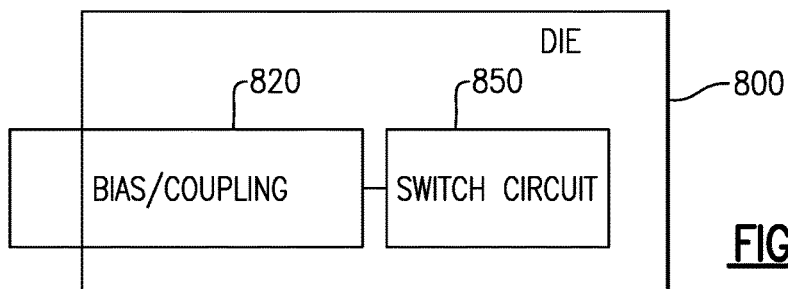 DIE
820
850
800
BIAS/COUPLING
SWITCH CIRCUIT
FIG